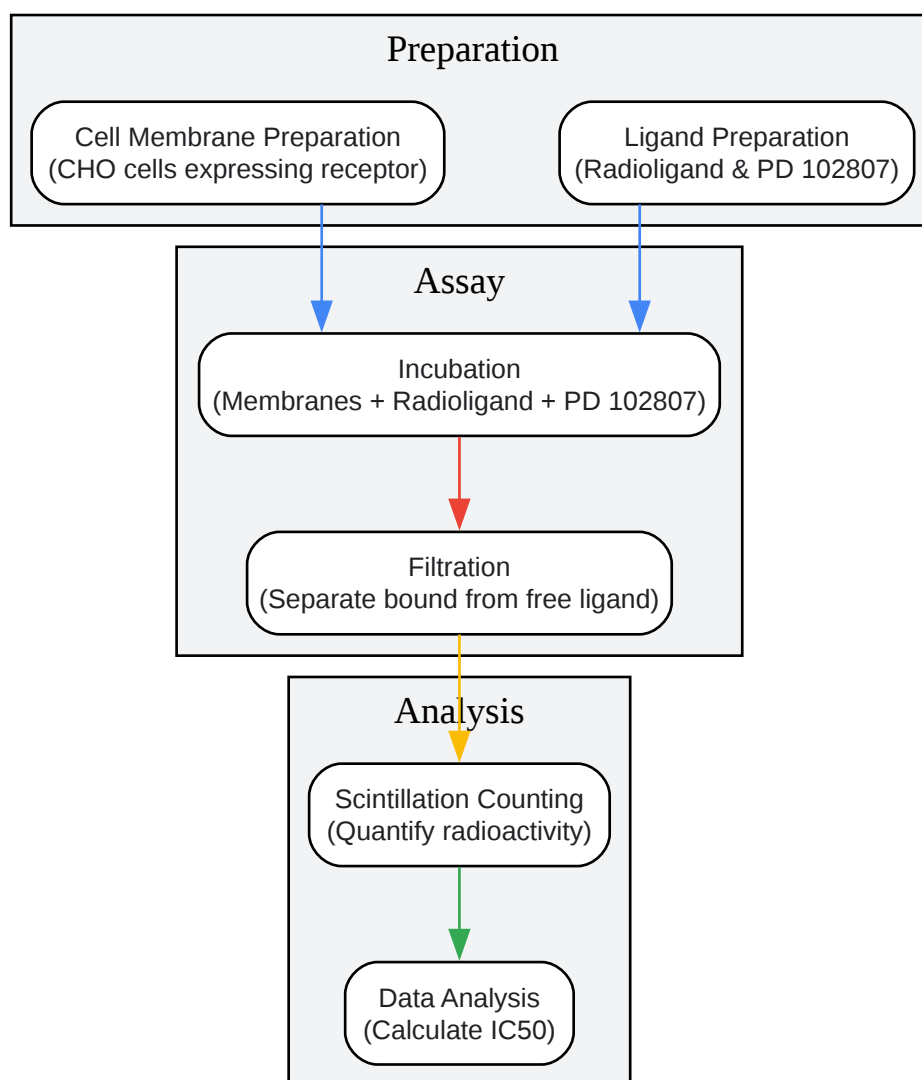 Preparation
Cell Membrane Preparation
(CHO cells expressing receptor)
Ligand Preparation
(Radioligand & PD 102807)
Assay
Incubation
(Membranes + Radioligand + PD 102807)
Filtration
(Separate bound from free ligand)
Analysis
Scintillation Counting
(Quantify radioactivity)
Data Analysis
(Calculate IC50)